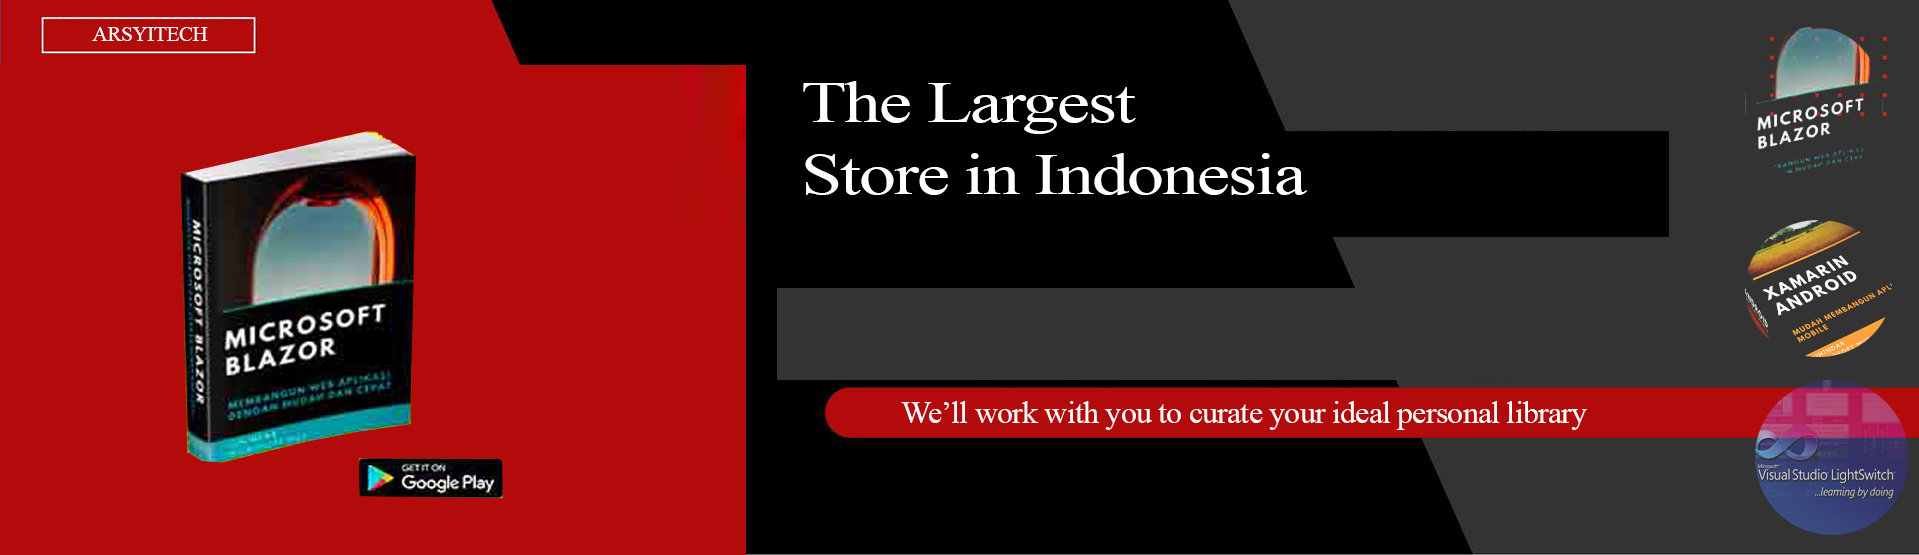 ARSYITECH
The Largest
Store in Indonesia
We'll work with you to curate your ideal personal library
MICROSOFT BLAZOR
MICROSOFT
BLAZOR
MEMBANGUN WEB APLIKASI
DENGAN MUDAH DAN CEPAT
GET IT ON
Google Play
MICROSOFT
BLAZOR
XAMARIN
ANDROID
MUDAH MEMBANGUN APLI
MOBILE
Microsoft
Visual Studio LightSwitch
...learning by doing